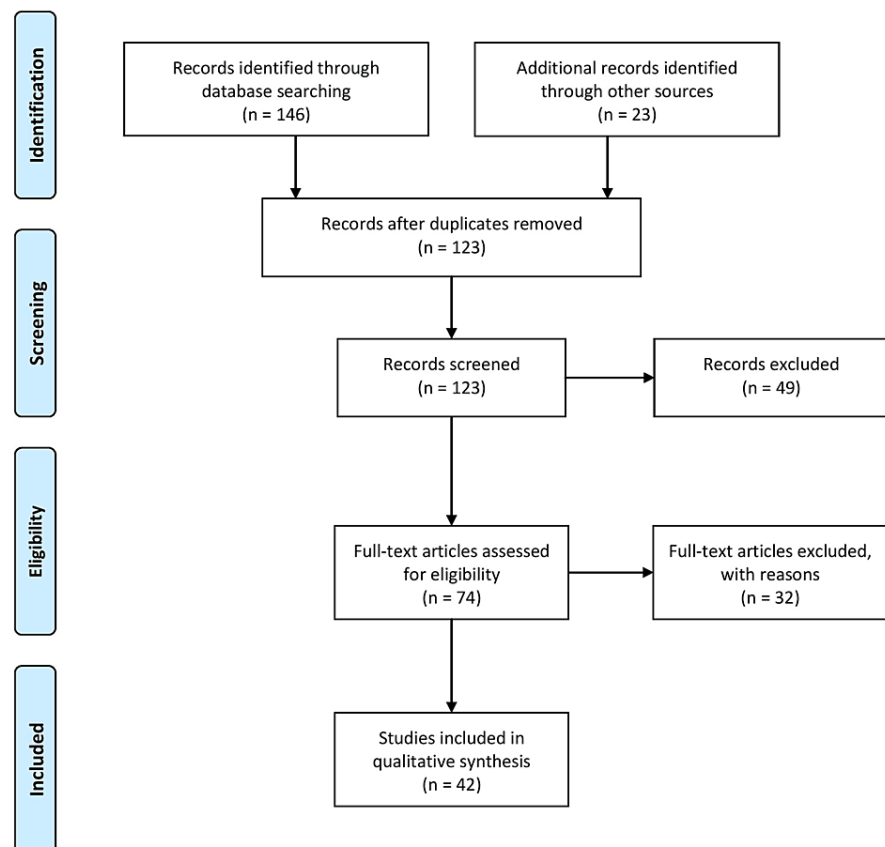 Identification
Records identified through
database searching
(n = 146)
Additional records identified
through other sources
(n = 23)
Records after duplicates removed
(n = 123)
Screening
Records screened
(n = 123)
Records excluded
(n = 49)
Eligibility
Full-text articles assessed
for eligibility
(n = 74)
Full-text articles excluded,
with reasons
(n = 32)
Included
Studies included in
qualitative synthesis
(n = 42)